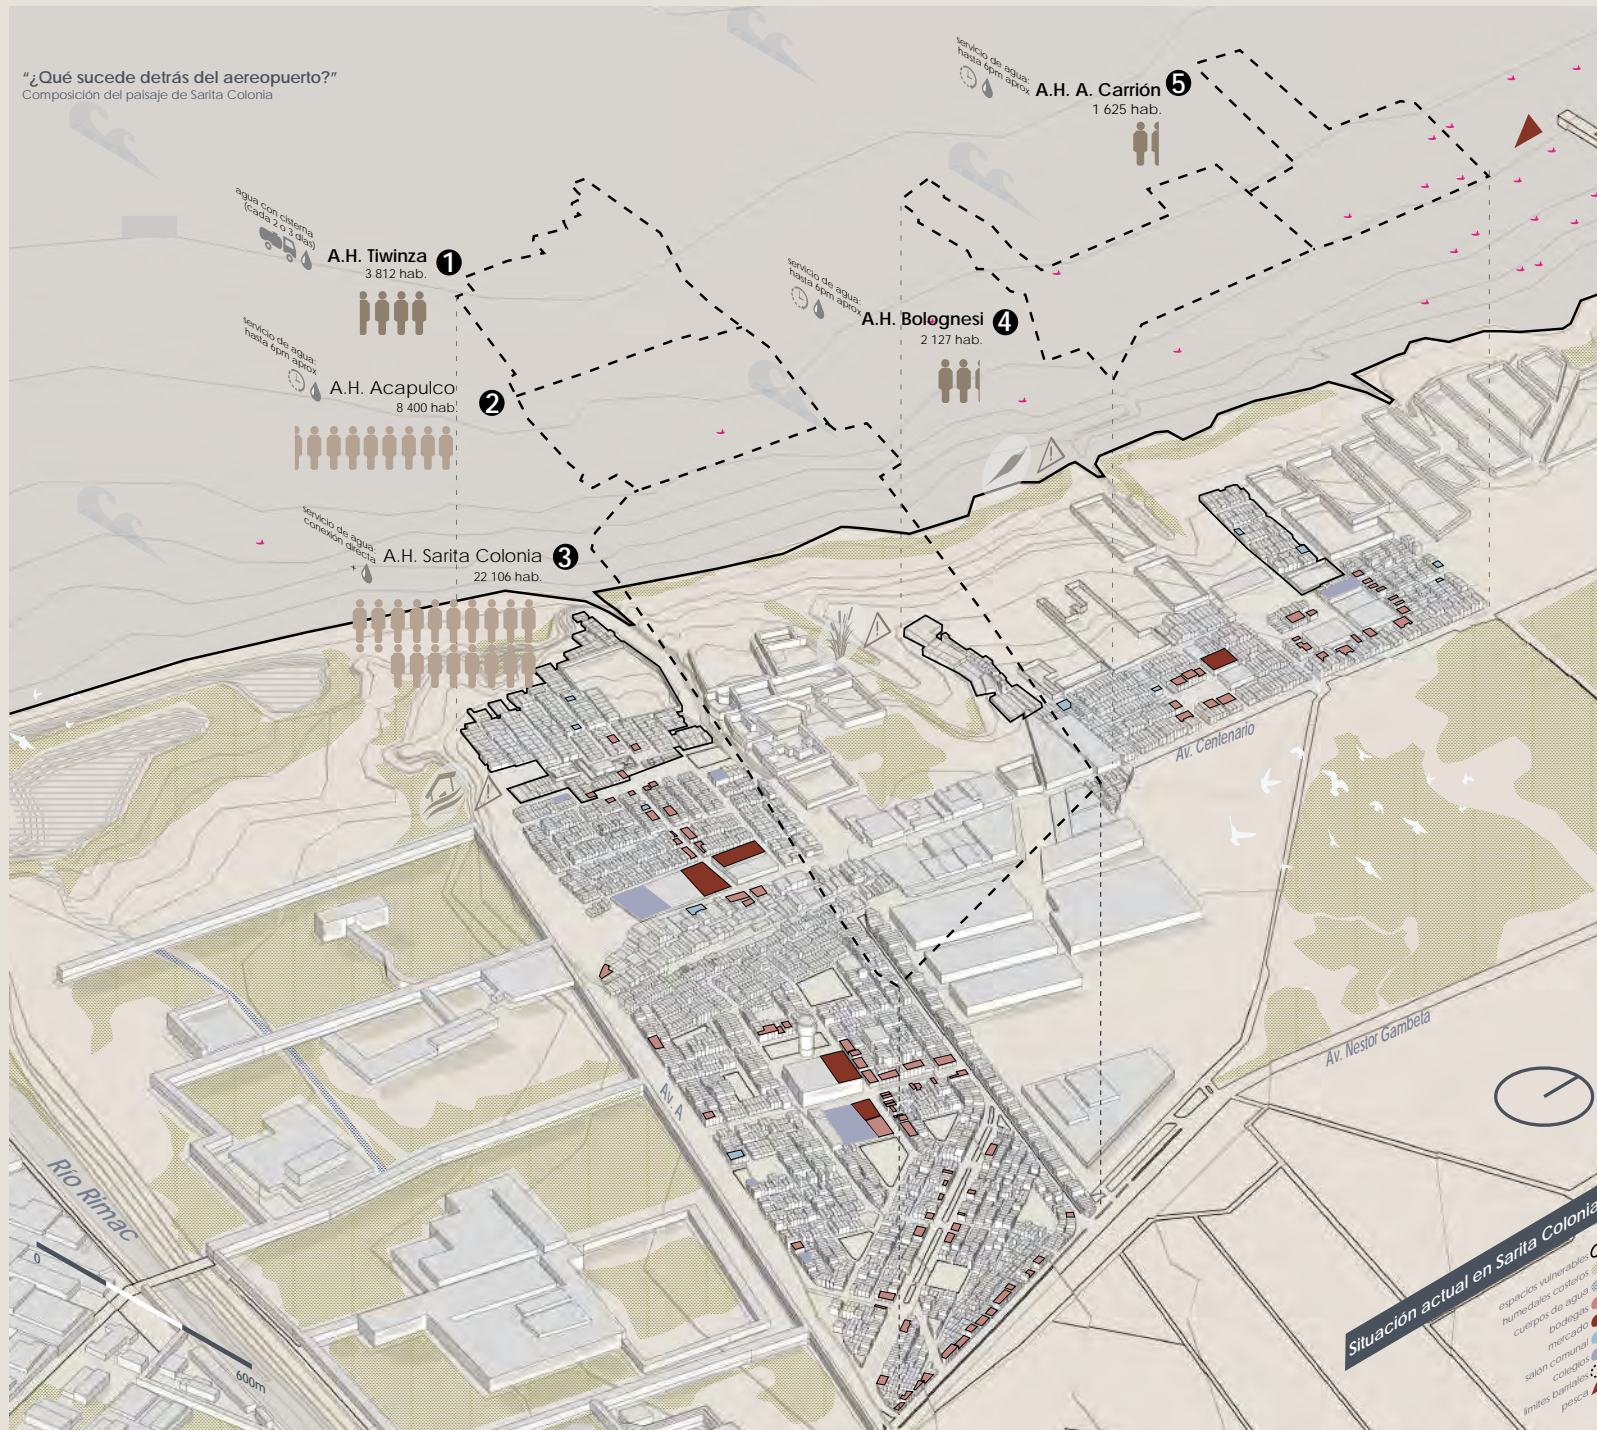 “¿Qué sucede detrás del aereopuerto?”
Composición del paisaje de Sarita Colonia
servicio de agua:
hasta 6pm aprox
A.H. A. Carrión
5
1 625 hab.
agua con cisterna
(cada 2 o 3 días)
A.H. Tiwinza
1
3 812 hab.
servicio de agua:
hasta 6pm aprox
A.H. Bolognesi
4
2 127 hab.
servicio de agua:
hasta 6pm aprox
A.H. Acapulco
2
8 400 hab.
servicio de agua:
conexión directa
+
A.H. Sarita Colonia
3
22 106 hab.
Av. Centenario
Av. Nestor Gambeta
Av. A
Río Rimac
0
600m
Situación actual en Sarita Colonia
espacios vulnerables
humedales costeros
cuerpos de agua
bodegas
mercado
salón comunal
colegios
limites barriales
pesca